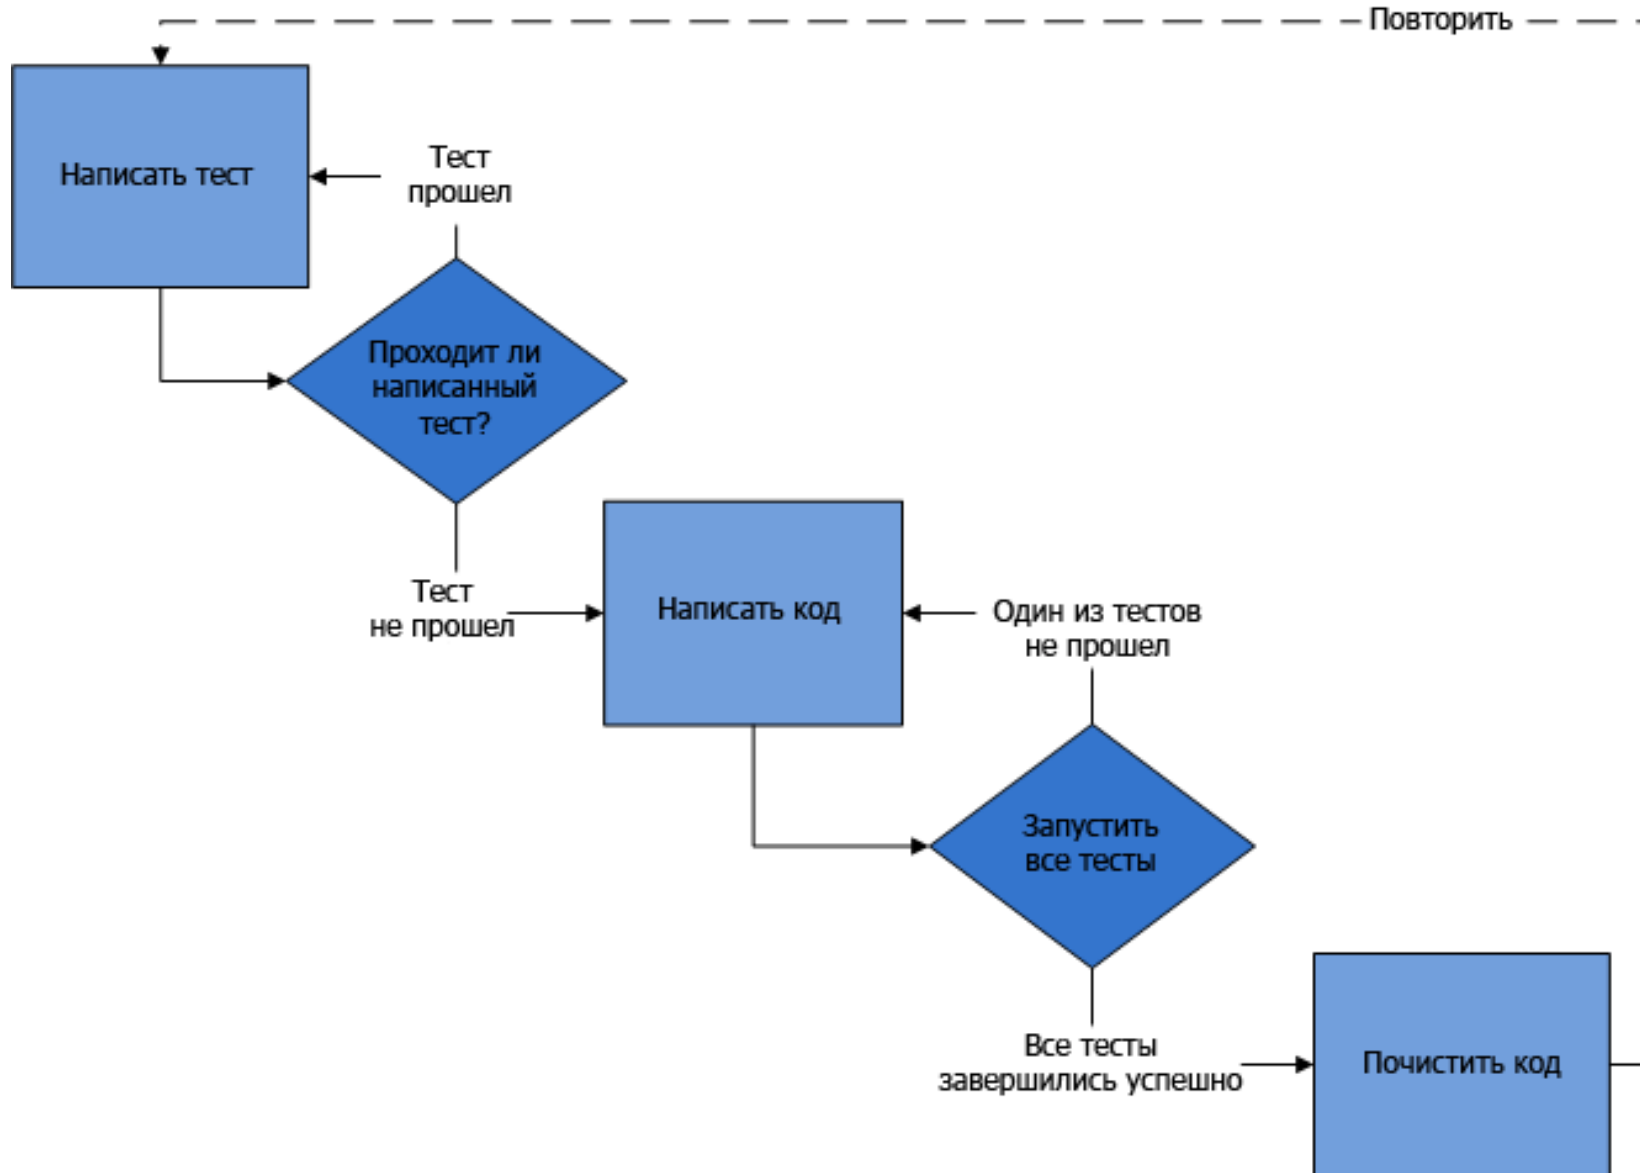 Повторить
Написать тест
Тест
прошел
Проходит ли
написанный
тест?
Тест
не прошел
Написать код
Один из тестов
не прошел
Запустить
все тесты
Все тесты
завершились успешно
Почистить код